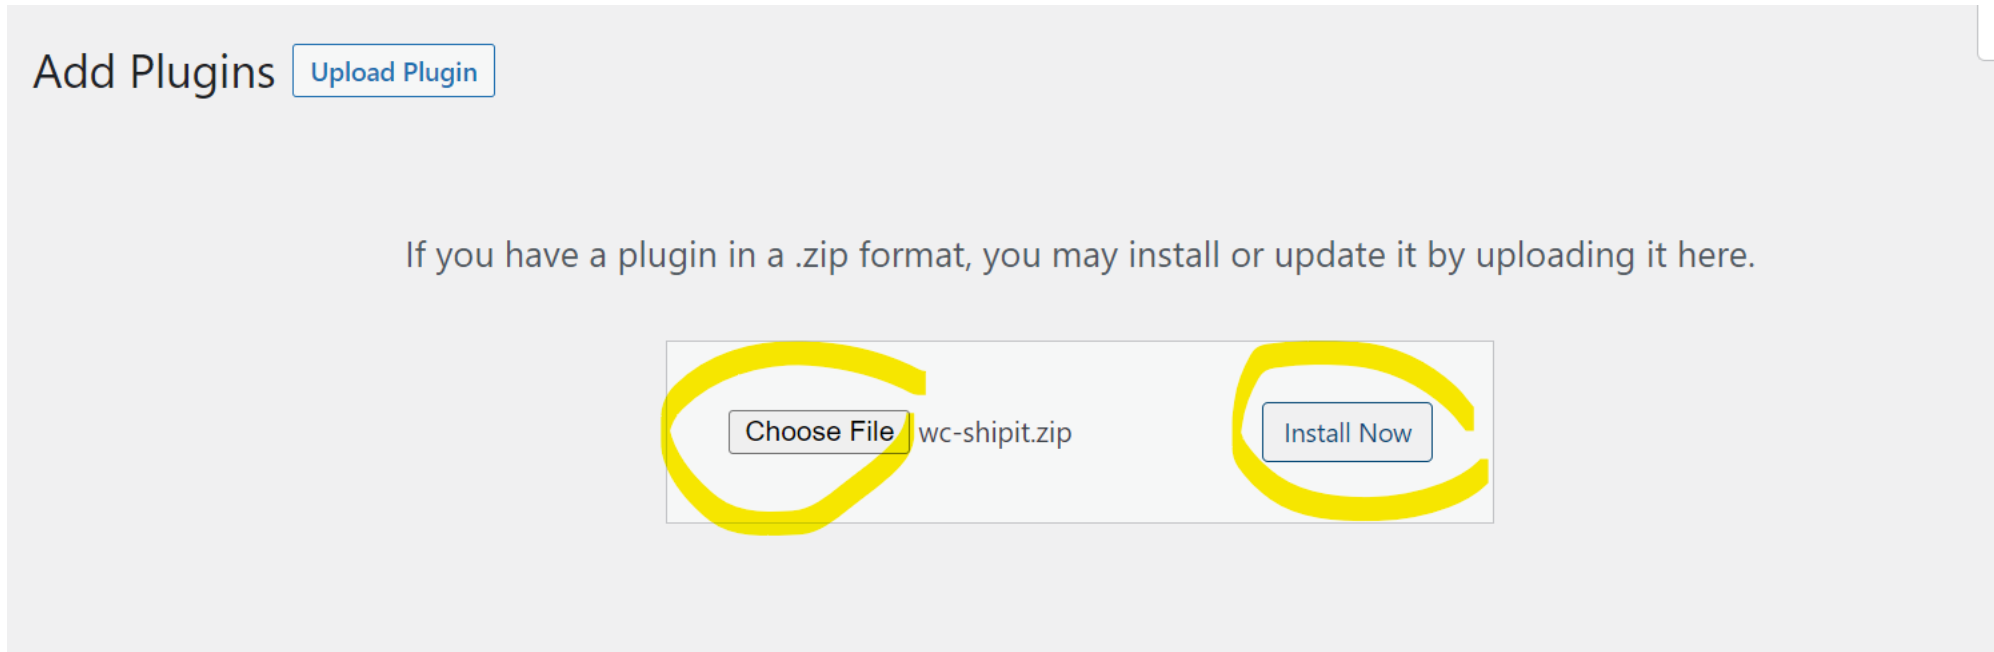 Add Plugins Upload Plugin
If you have a plugin in a .zip format, you may install or update it by uploading it here.
Choose File wc-shipit.zip Install Now